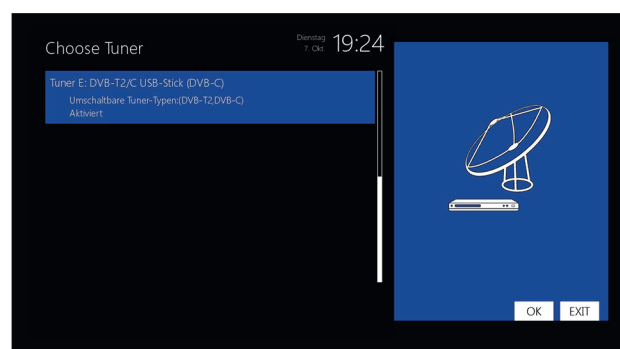 Choose Tuner
Dienstag
7. Okt.
19:24
Tuner E: DVB-T2/C USB-Stick (DVB-C)
Umschaltbare Tuner-Typen:(DVB-T2,DVB-C)
Aktiviert
OK
EXIT